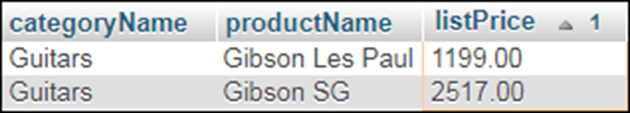 categoryName productName listPrice 1
Guitars Gibson Les Paul 1199.00
Guitars Gibson SG 2517.00